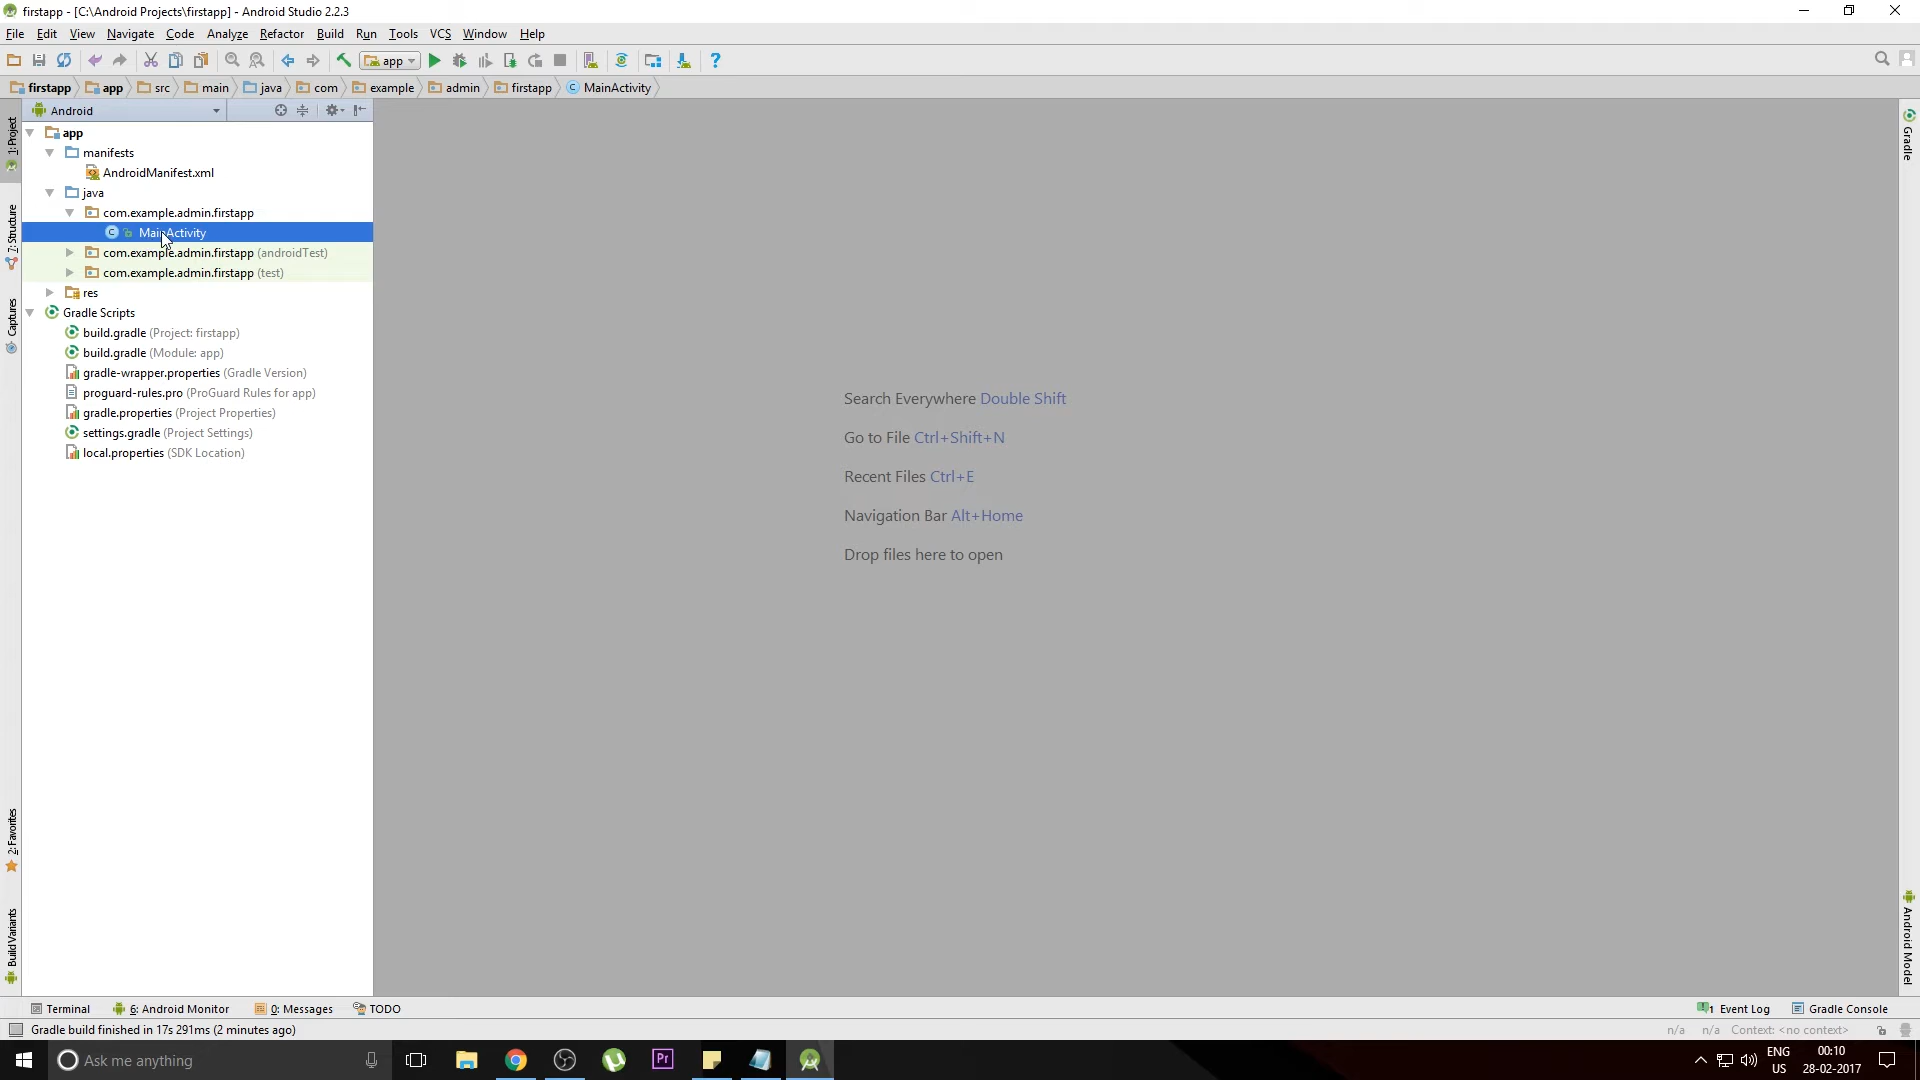 firstapp - [C:\Android Projects\firstapp] - Android Studio 2.2.3
File Edit View Navigate Code Analyze Refactor Build Run Tools VCS Window Help
app
firstapp app src main java com example admin firstapp MainActivity
Android
1: Project
7: Structure
Captures
2: Favorites
Build Variants
app
manifests
AndroidManifest.xml
java
com.example.admin.firstapp
MainActivity
com.example.admin.firstapp (androidTest)
com.example.admin.firstapp (test)
res
Gradle Scripts
build.gradle (Project: firstapp)
build.gradle (Module: app)
gradle-wrapper.properties (Gradle Version)
proguard-rules.pro (ProGuard Rules for app)
gradle.properties (Project Properties)
settings.gradle (Project Settings)
local.properties (SDK Location)
Search Everywhere Double Shift
Go to File Ctrl+Shift+N
Recent Files Ctrl+E
Navigation Bar Alt+Home
Drop files here to open
Gradle
Android Model
Terminal 6: Android Monitor 0: Messages TODO 1 Event Log Gradle Console
Gradle build finished in 17s 291ms (2 minutes ago) n/a n/a Context: <no context>
Ask me anything
Pr
ENG
US
00:10
28-02-2017